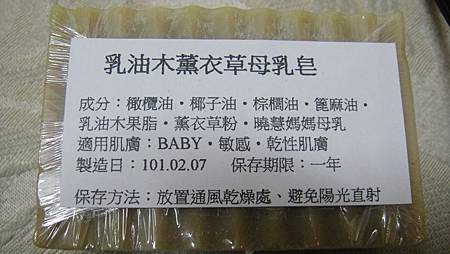 乳油木薰衣草母乳皂
成分：橄欖油・椰子油・棕櫚油・篦麻油・
乳油木果脂・薰衣草粉・曉慧媽媽母乳
適用肌膚：BABY・敏感・乾性肌膚
製造日：101.02.07 保存期限：一年
保存方法：放置通風乾燥處、避免陽光直射